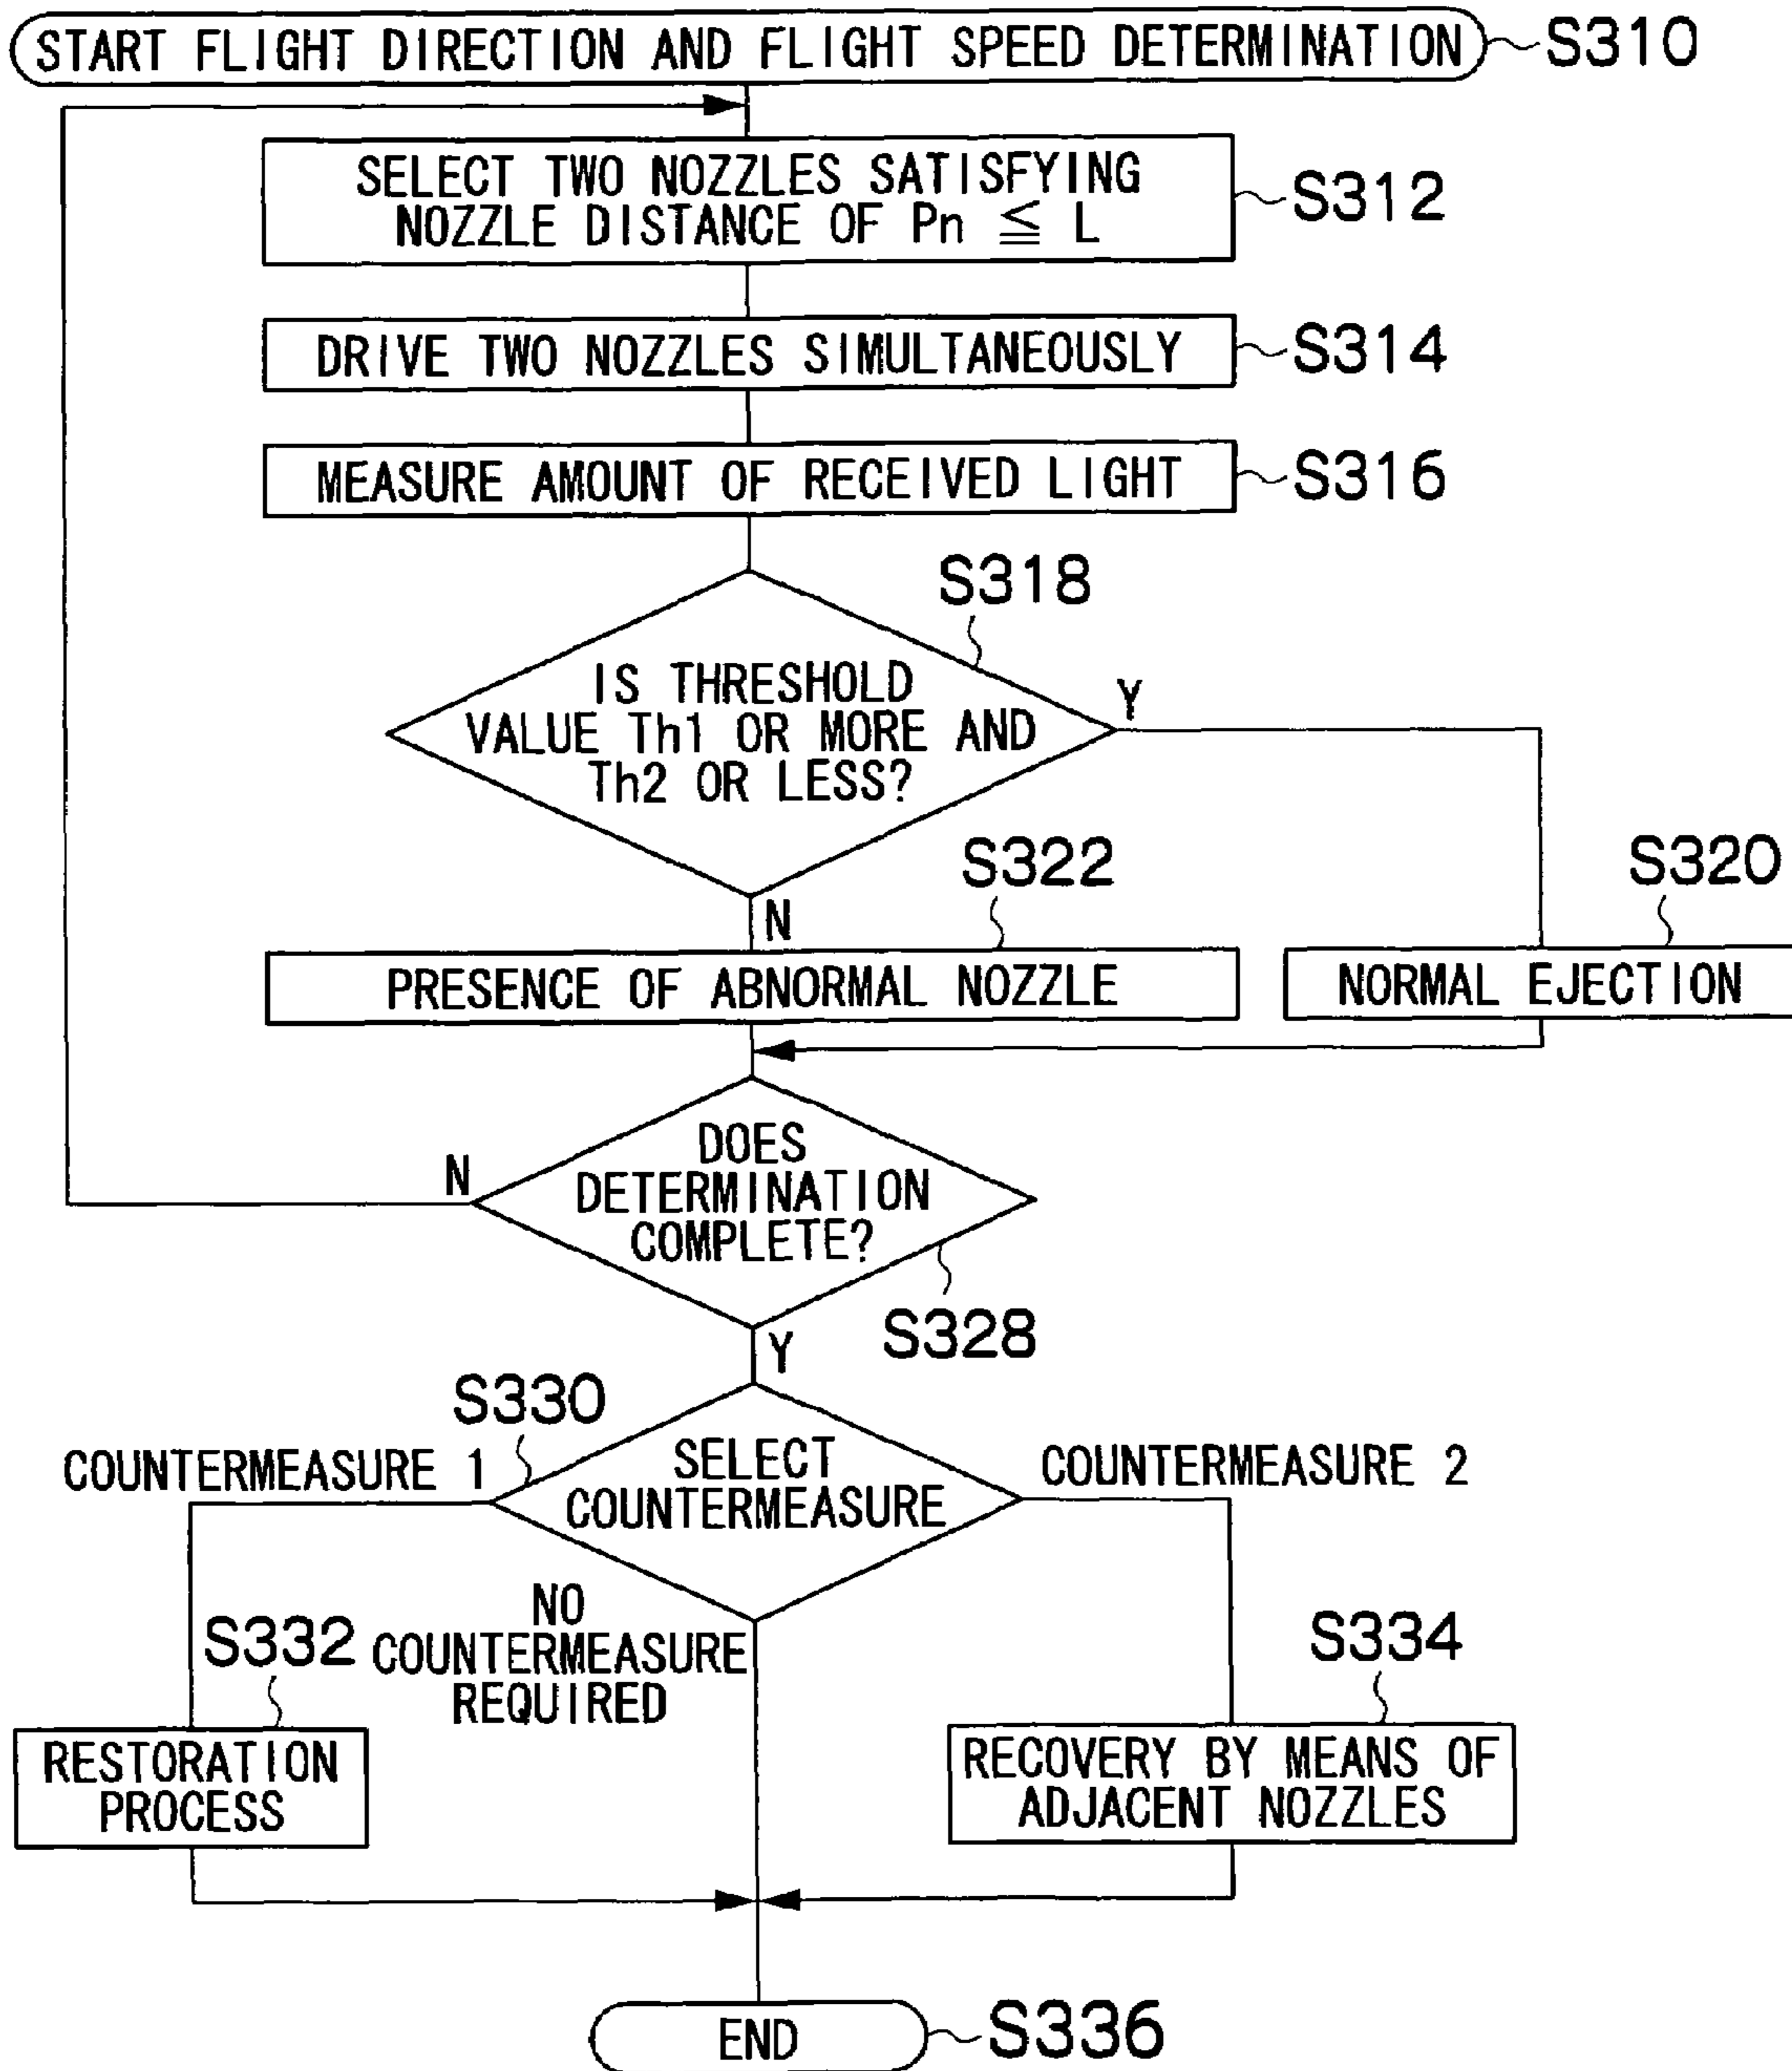 START FLIGHT DIRECTION AND FLIGHT SPEED DETERMINATION
S310
SELECT TWO NOZZLES SATISFYING
NOZZLE DISTANCE OF Pn ≦ L
S312
DRIVE TWO NOZZLES SIMULTANEOUSLY
S314
MEASURE AMOUNT OF RECEIVED LIGHT
S316
S318
IS THRESHOLD
VALUE Th1 OR MORE AND
Th2 OR LESS?
Y
N
S322
S320
PRESENCE OF ABNORMAL NOZZLE
NORMAL EJECTION
DOES
DETERMINATION
COMPLETE?
N
S328
Y
S330
COUNTERMEASURE 1
SELECT
COUNTERMEASURE
COUNTERMEASURE 2
NO
COUNTERMEASURE
REQUIRED
S332
S334
RESTORATION
PROCESS
RECOVERY BY MEANS OF
ADJACENT NOZZLES
END
S336